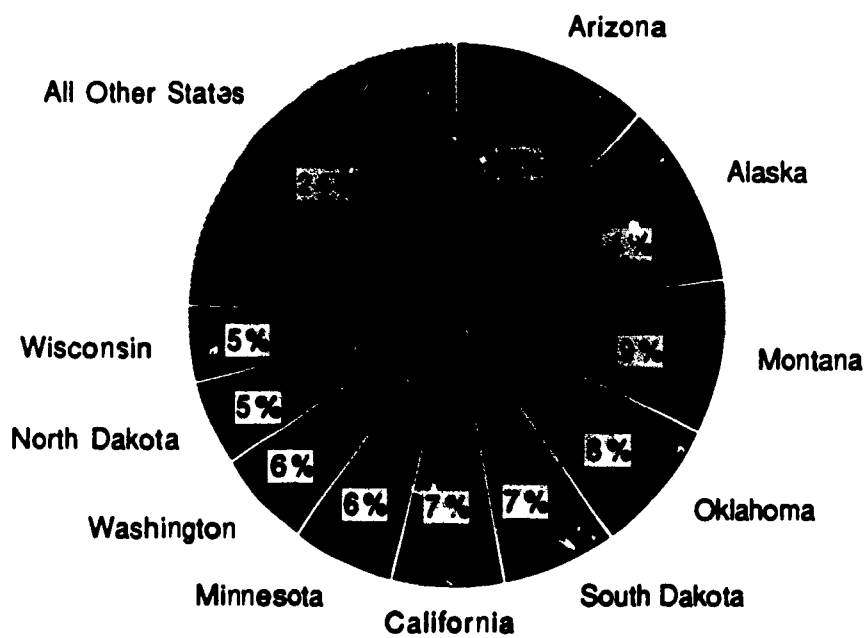 Arizona
All Other States
Alaska
9%
Montana
5%
Wisconsin
5%
North Dakota
8%
Oklahoma
6%
Washington
6%
Minnesota
7%
California
7%
South Dakota